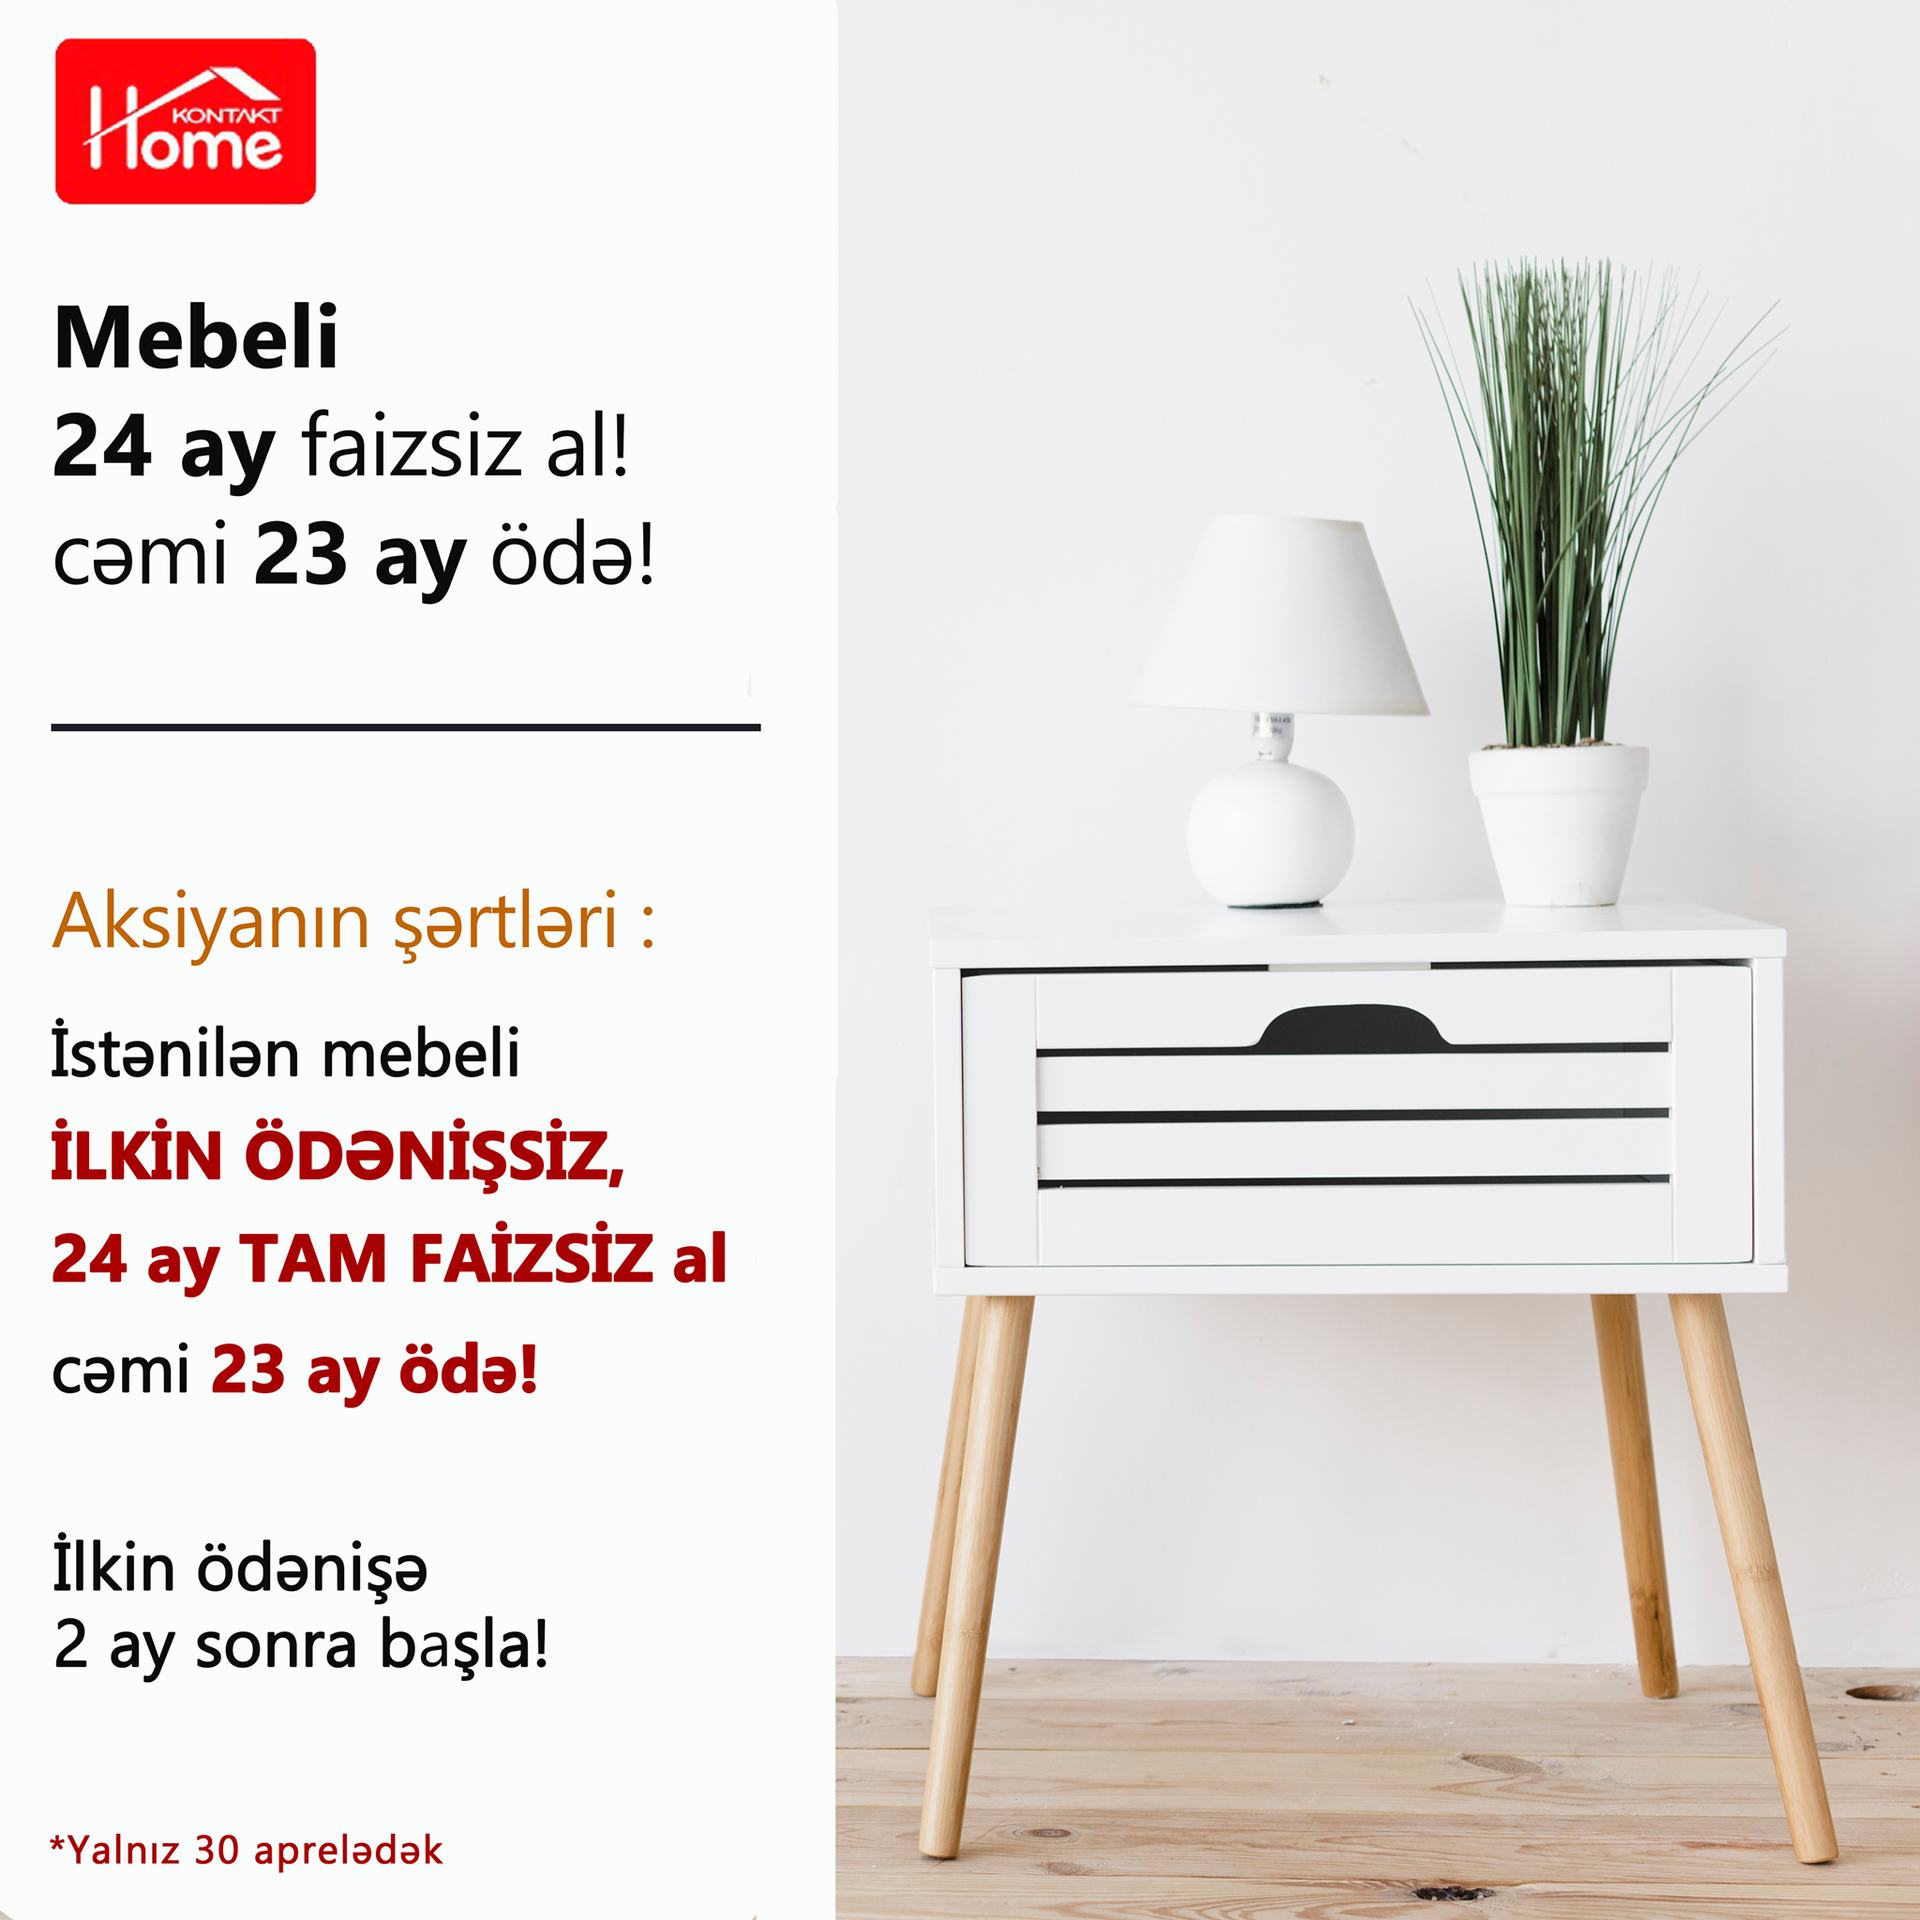 KONTAKT
Home
Mebeli
24 ay faizsiz al!
cəmi 23 ay ödə!
Aksiyanın şərtləri :
İstənilən mebeli
İLKİN ÖDƏNİŞSİZ,
24 ay TAM FAİZSİZ al
cəmi 23 ay ödə!
İlkin ödənişə
2 ay sonra başla!
*Yalnız 30 aprelədək